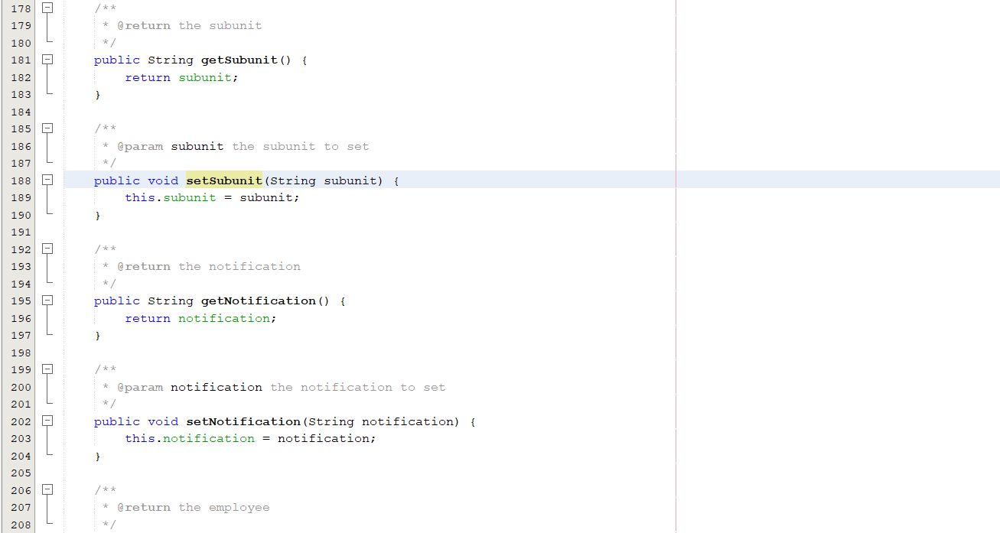 178 /**
179 * @return the subunit
180 */
181 public String getSubunit() {
182 return subunit;
183 }
184
185 /**
186 * @param subunit the subunit to set
187 */
188 public void setSubunit(String subunit) {
189 this.subunit = subunit;
190 }
191
192 /**
193 * @return the notification
194 */
195 public String getNotification() {
196 return notification;
197 }
198
199 /**
200 * @param notification the notification to set
201 */
202 public void setNotification(String notification) {
203 this.notification = notification;
204 }
205
206 /**
207 * @return the employee
208 */